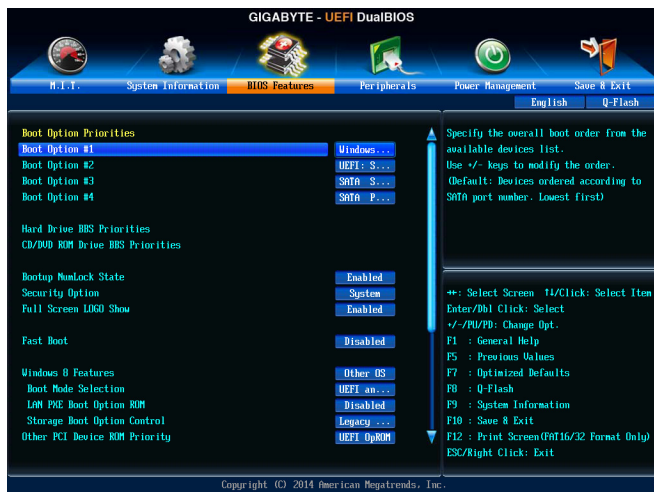 GIGABYTE - UEFI DualBIOS
M.I.T. System Information BIOS Features Peripherals Power Management Save & Exit
English Q-Flash
Boot Option Priorities
Boot Option #1 Windows...
Boot Option #2 UEFI: S...
Boot Option #3 SATA S...
Boot Option #4 SATA P...
Hard Drive BBS Priorities
CD/DVD ROM Drive BBS Priorities
Bootup NumLock State Enabled
Security Option System
Full Screen LOGO Show Enabled
Fast Boot Disabled
Windows 8 Features Other OS
Boot Mode Selection UEFI an...
LAN PXE Boot Option ROM Disabled
Storage Boot Option Control Legacy ...
Other PCI Device ROM Priority UEFI OpROM
Specify the overall boot order from the
available devices list.
Use +/- keys to modify the order.
(Default: Devices ordered according to
SATA port number. Lowest first)
→←: Select Screen ↑↓/Click: Select Item
Enter/Dbl Click: Select
+/-/PU/PD: Change Opt.
F1 : General Help
F5 : Previous Values
F7 : Optimized Defaults
F8 : Q-Flash
F9 : System Information
F10 : Save & Exit
F12 : Print Screen(FAT16/32 Format Only)
ESC/Right Click: Exit
Copyright (C) 2014 American Megatrends, Inc.